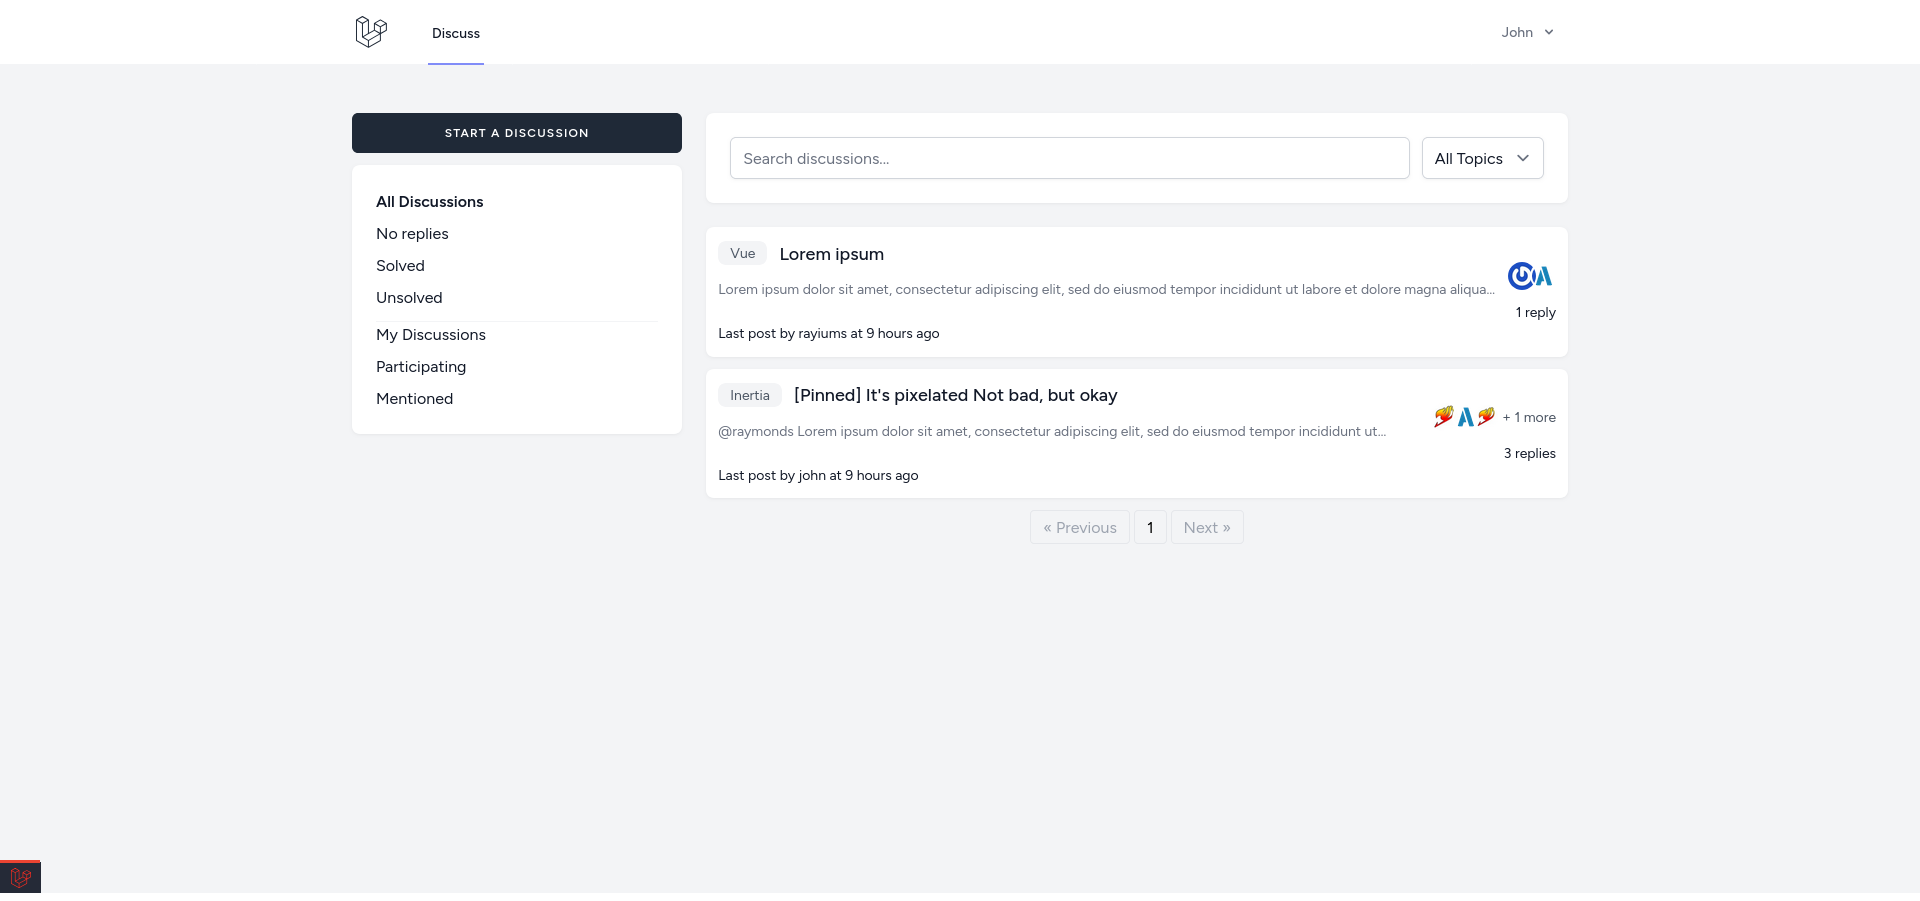 Discuss
John
START A DISCUSSION
All Discussions
No replies
Solved
Unsolved
My Discussions
Participating
Mentioned
Search discussions...
All Topics
Vue
Lorem ipsum
Lorem ipsum dolor sit amet, consectetur adipiscing elit, sed do eiusmod tempor incididunt ut labore et dolore magna aliqua...
1 reply
Last post by rayiums at 9 hours ago
Inertia
[Pinned] It's pixelated Not bad, but okay
+ 1 more
@raymonds Lorem ipsum dolor sit amet, consectetur adipiscing elit, sed do eiusmod tempor incididunt ut...
3 replies
Last post by john at 9 hours ago
« Previous
1
Next »